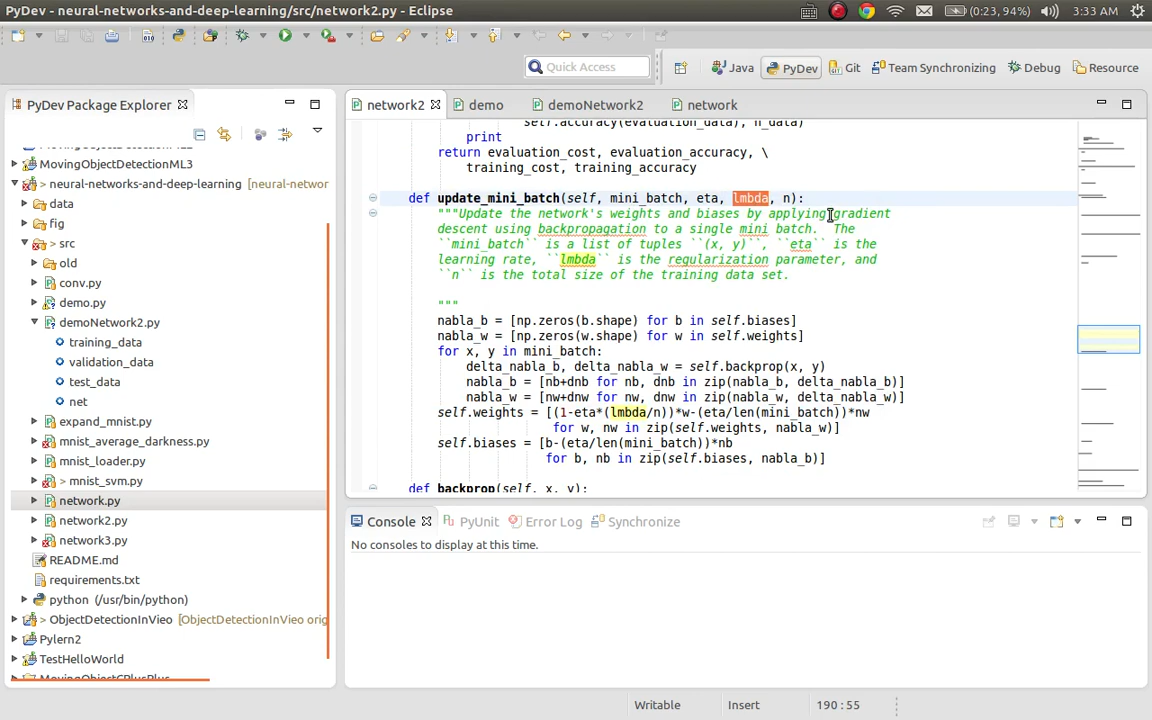 PyDev - neural-networks-and-deep-learning/src/network2.py - Eclipse
(0:23, 94%)
3:33 AM
Quick Access
Java
PyDev
Git
Team Synchronizing
Debug
Resource
PyDev Package Explorer
MovingObjectDetectionML3
> neural-networks-and-deep-learning [neural-networ
data
fig
> src
old
conv.py
demo.py
demoNetwork2.py
training_data
validation_data
test_data
net
expand_mnist.py
mnist_average_darkness.py
mnist_loader.py
> mnist_svm.py
network.py
network2.py
network3.py
README.md
requirements.txt
python (/usr/bin/python)
> ObjectDetectionInVieo [ObjectDetectionInVieo orig
Pylern2
TestHelloWorld
MovingObjectCPlusPlus
network2
demo
demoNetwork2
network
self.accuracy(evaluation_data), n_data)
print
return evaluation_cost, evaluation_accuracy, \
training_cost, training_accuracy
def update_mini_batch(self, mini_batch, eta, lmbda, n):
"""Update the network's weights and biases by applying gradient
descent using backpropagation to a single mini batch.  The
``mini_batch`` is a list of tuples ``(x, y)``, ``eta`` is the
learning rate, ``lmbda`` is the regularization parameter, and
``n`` is the total size of the training data set.
"""
nabla_b = [np.zeros(b.shape) for b in self.biases]
nabla_w = [np.zeros(w.shape) for w in self.weights]
for x, y in mini_batch:
delta_nabla_b, delta_nabla_w = self.backprop(x, y)
nabla_b = [nb+dnb for nb, dnb in zip(nabla_b, delta_nabla_b)]
nabla_w = [nw+dnw for nw, dnw in zip(nabla_w, delta_nabla_w)]
self.weights = [(1-eta*(lmbda/n))*w-(eta/len(mini_batch))*nw
for w, nw in zip(self.weights, nabla_w)]
self.biases = [b-(eta/len(mini_batch))*nb
for b, nb in zip(self.biases, nabla_b)]
def backprop(self, x, y):
Console
PyUnit
Error Log
Synchronize
No consoles to display at this time.
Writable
Insert
190 : 55